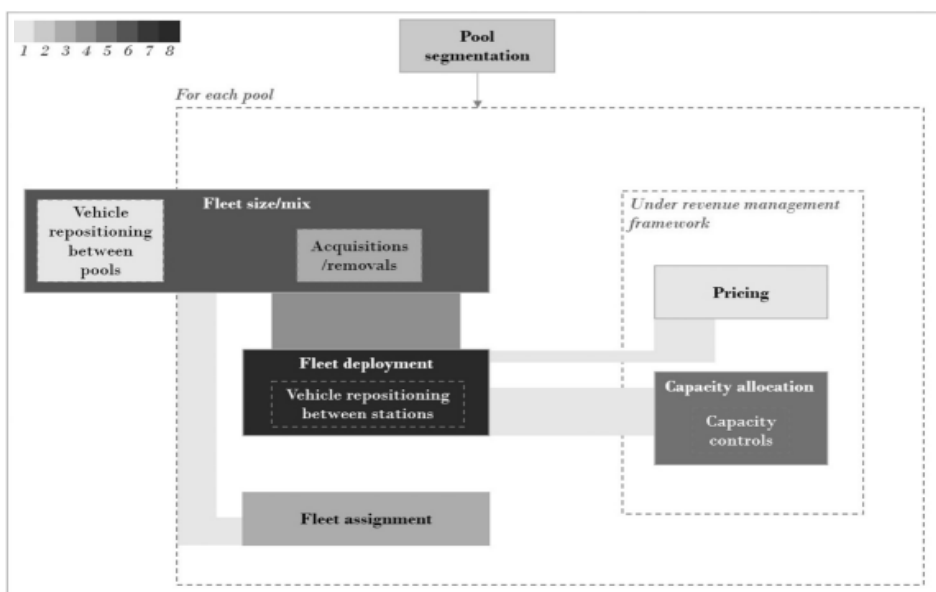 1 2 3 4 5 6 7 8
Pool
segmentation
For each pool
Fleet size/mix
Vehicle
repositioning
between
pools
Acquisitions
/removals
Under revenue management
framework
Pricing
Fleet deployment
Vehicle repositioning
between stations
Capacity allocation
Capacity
controls
Fleet assignment